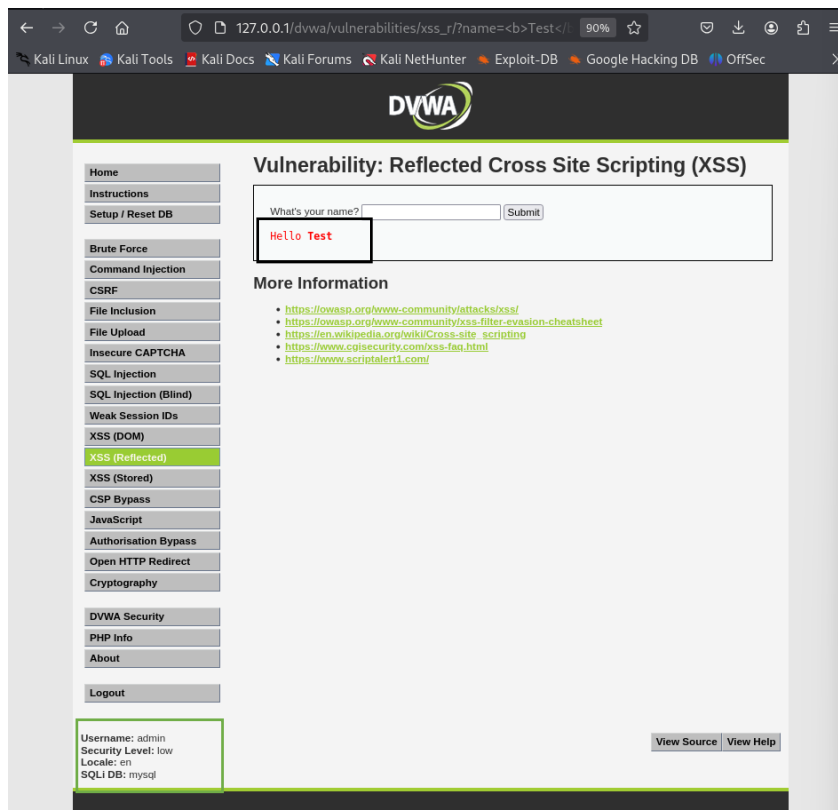 127.0.0.1/dvwa/vulnerabilities/xss_r/?name=<b>Test</ 90%
Kali Linux Kali Tools Kali Docs Kali Forums Kali NetHunter Exploit-DB Google Hacking DB OffSec
DVWA
Vulnerability: Reflected Cross Site Scripting (XSS)
What's your name? Submit
Hello Test
More Information
https://owasp.org/www-community/attacks/xss/
https://owasp.org/www-community/xss-filter-evasion-cheatsheet
https://en.wikipedia.org/wiki/Cross-site_scripting
https://www.cgisecurity.com/xss-faq.html
https://www.scriptalert1.com/
Home
Instructions
Setup / Reset DB
Brute Force
Command Injection
CSRF
File Inclusion
File Upload
Insecure CAPTCHA
SQL Injection
SQL Injection (Blind)
Weak Session IDs
XSS (DOM)
XSS (Reflected)
XSS (Stored)
CSP Bypass
JavaScript
Authorisation Bypass
Open HTTP Redirect
Cryptography
DVWA Security
PHP Info
About
Logout
Username: admin
Security Level: low
Locale: en
SQLi DB: mysql
View Source View Help